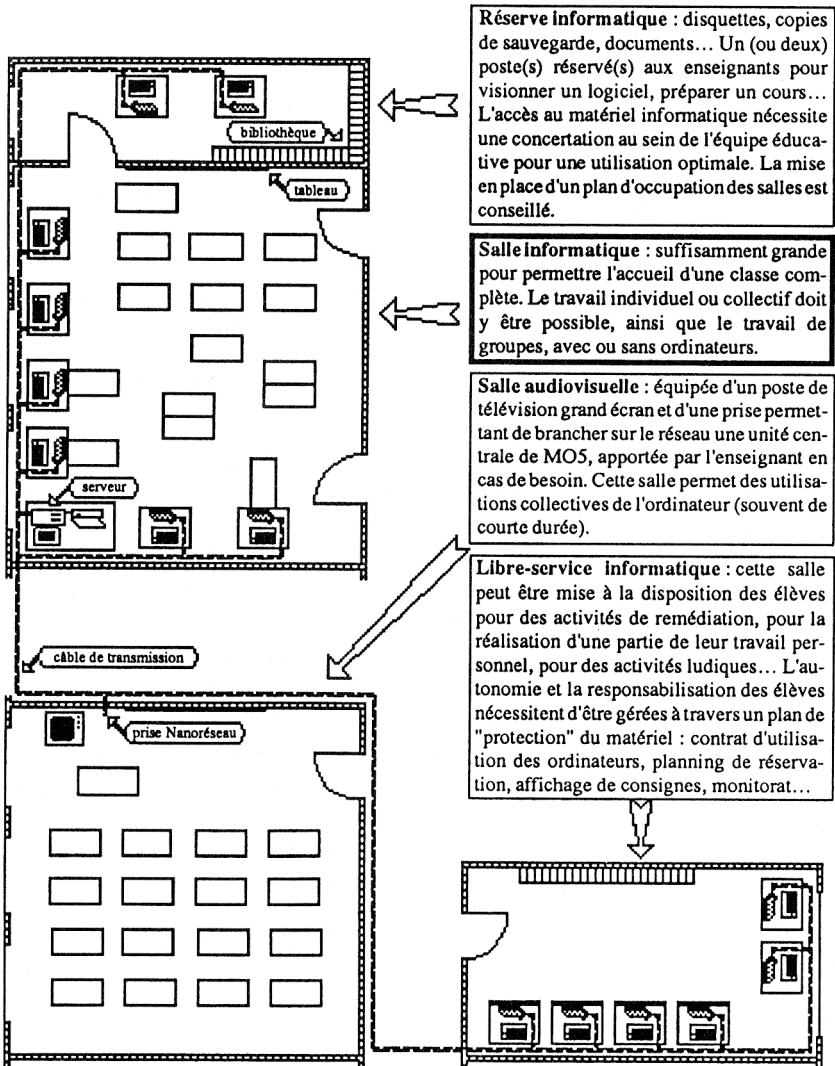 Réserve informatique : disquettes, copies
de sauvegarde, documents... Un (ou deux)
poste(s) réservé(s) aux enseignants pour
visionner un logiciel, préparer un cours...
L'accès au matériel informatique nécessite
une concertation au sein de l'équipe éduca-
tive pour une utilisation optimale. La mise
en place d'un plan d'occupation des salles est
conseillé.
bibliothèque
tableau
Salle informatique : suffisamment grande
pour permettre l'accueil d'une classe com-
plète. Le travail individuel ou collectif doit
y être possible, ainsi que le travail de
groupes, avec ou sans ordinateurs.
Salle audiovisuelle : équipée d'un poste de
télévision grand écran et d'une prise permet-
tant de brancher sur le réseau une unité cen-
trale de MO5, apportée par l'enseignant en
cas de besoin. Cette salle permet des utilisa-
tions collectives de l'ordinateur (souvent de
courte durée).
serveur
Libre-service informatique : cette salle
peut être mise à la disposition des élèves
pour des activités de remédiation, pour la
réalisation d'une partie de leur travail per-
sonnel, pour des activités ludiques... L'au-
tonomie et la responsabilisation des élèves
nécessitent d'être gérées à travers un plan de
"protection" du matériel : contrat d'utilisa-
tion des ordinateurs, planning de réserva-
tion, affichage de consignes, monitorat...
câble de transmission
prise Nanoréseau